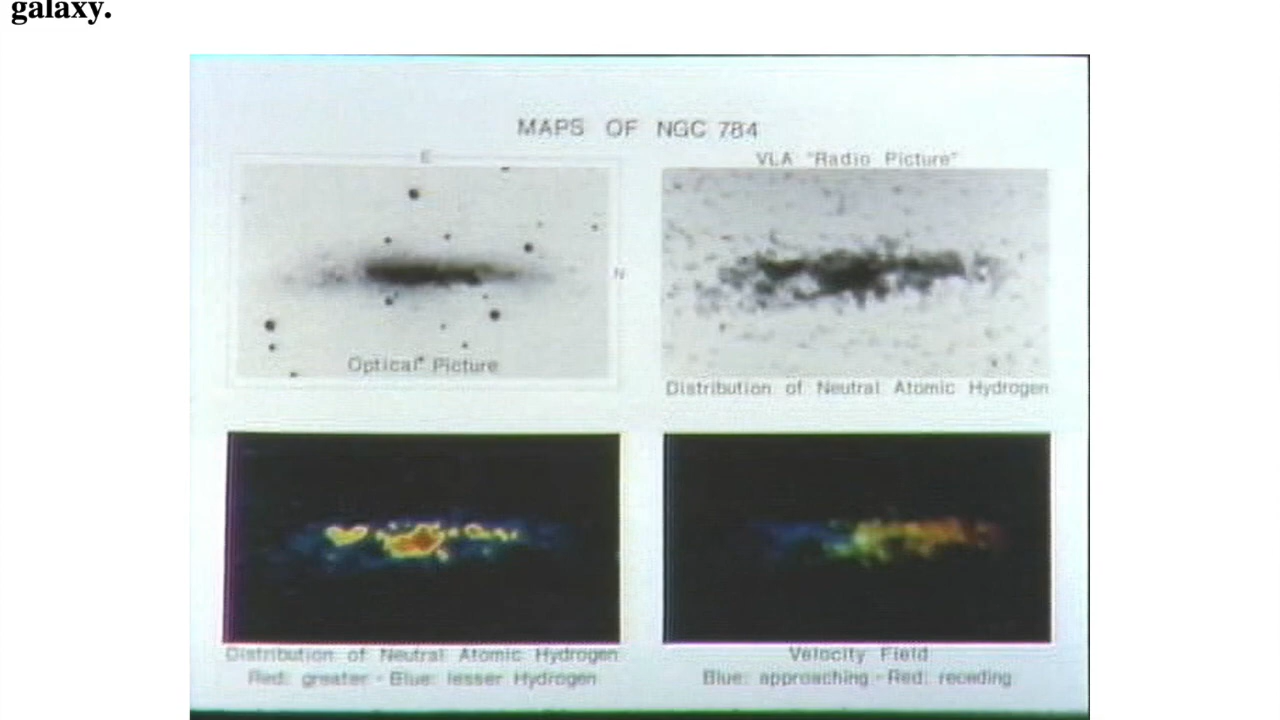 galaxy.
MAPS OF NGC 784
E
VLA "Radio Picture"
N
Optical Picture
Distribution of Neutral Atomic Hydrogen
Distribution of Neutral Atomic Hydrogen
Red: greater - Blue: lesser Hydrogen
Velocity Field
Blue: approaching - Red: receding